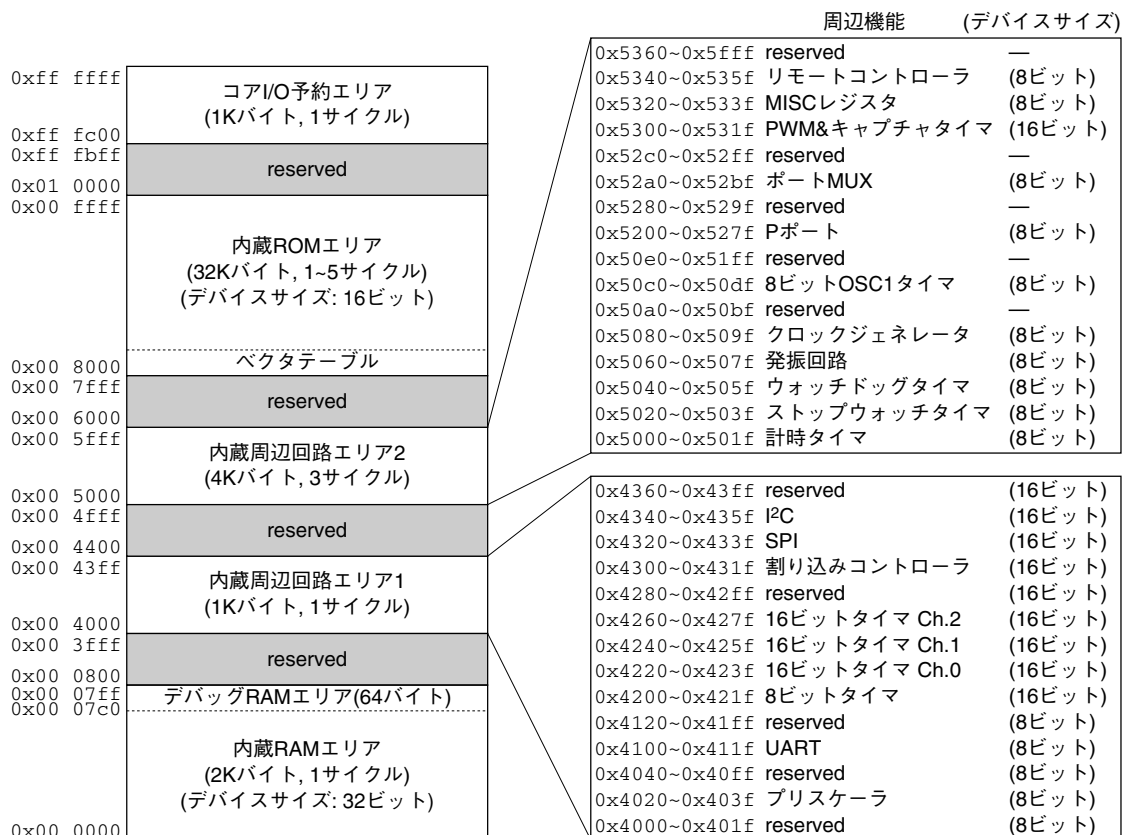 周辺機能 (デバイスサイズ)
0xff ffff
コアI/O予約エリア
(1Kバイト, 1サイクル)
0xff fc00
0xff fbff
reserved
0x01 0000
0x00 ffff
内蔵ROMエリア
(32Kバイト, 1~5サイクル)
(デバイスサイズ: 16ビット)
ベクタテーブル
0x00 8000
0x00 7fff
reserved
0x00 6000
0x00 5fff
内蔵周辺回路エリア2
(4Kバイト, 3サイクル)
0x00 5000
0x00 4fff
reserved
0x00 4400
0x00 43ff
内蔵周辺回路エリア1
(1Kバイト, 1サイクル)
0x00 4000
0x00 3fff
reserved
0x00 0800
0x00 07ff
デバッグRAMエリア(64バイト)
0x00 07c0
内蔵RAMエリア
(2Kバイト, 1サイクル)
(デバイスサイズ: 32ビット)
0x00 0000
0x5360~0x5fff reserved —
0x5340~0x535f リモートコントローラ (8ビット)
0x5320~0x533f MISCレジスタ (8ビット)
0x5300~0x531f PWM&キャプチャタイマ (16ビット)
0x52c0~0x52ff reserved —
0x52a0~0x52bf ポートMUX (8ビット)
0x5280~0x529f reserved —
0x5200~0x527f Pポート (8ビット)
0x50e0~0x51ff reserved —
0x50c0~0x50df 8ビットOSC1タイマ (8ビット)
0x50a0~0x50bf reserved —
0x5080~0x509f クロックジェネレータ (8ビット)
0x5060~0x507f 発振回路 (8ビット)
0x5040~0x505f ウォッチドッグタイマ (8ビット)
0x5020~0x503f ストップウォッチタイマ (8ビット)
0x5000~0x501f 計時タイマ (8ビット)
0x4360~0x43ff reserved (16ビット)
0x4340~0x435f I²C (16ビット)
0x4320~0x433f SPI (16ビット)
0x4300~0x431f 割り込みコントローラ (16ビット)
0x4280~0x42ff reserved (16ビット)
0x4260~0x427f 16ビットタイマ Ch.2 (16ビット)
0x4240~0x425f 16ビットタイマ Ch.1 (16ビット)
0x4220~0x423f 16ビットタイマ Ch.0 (16ビット)
0x4200~0x421f 8ビットタイマ (16ビット)
0x4120~0x41ff reserved (8ビット)
0x4100~0x411f UART (8ビット)
0x4040~0x40ff reserved (8ビット)
0x4020~0x403f プリスケーラ (8ビット)
0x4000~0x401f reserved (8ビット)